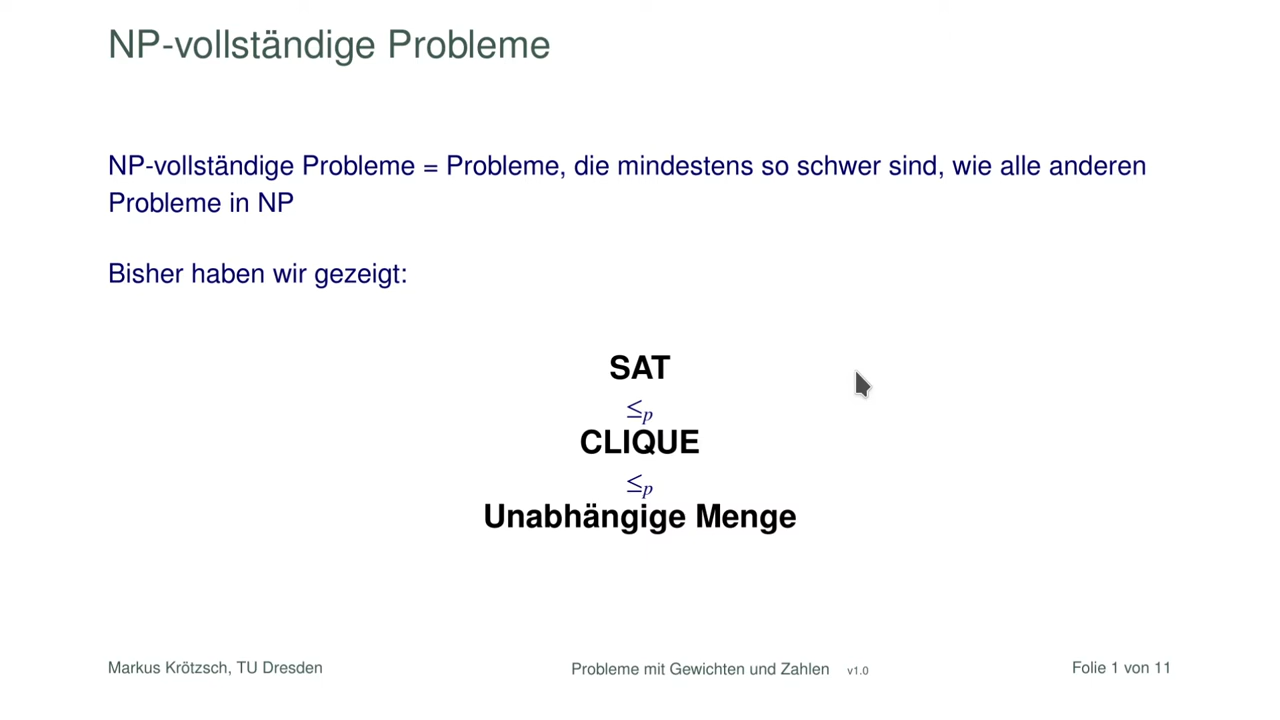 NP-vollständige Probleme
NP-vollständige Probleme = Probleme, die mindestens so schwer sind, wie alle anderen
Probleme in NP
Bisher haben wir gezeigt:
SAT
≤p
CLIQUE
≤p
Unabhängige Menge
Markus Krötzsch, TU Dresden Probleme mit Gewichten und Zahlen v1.0 Folie 1 von 11